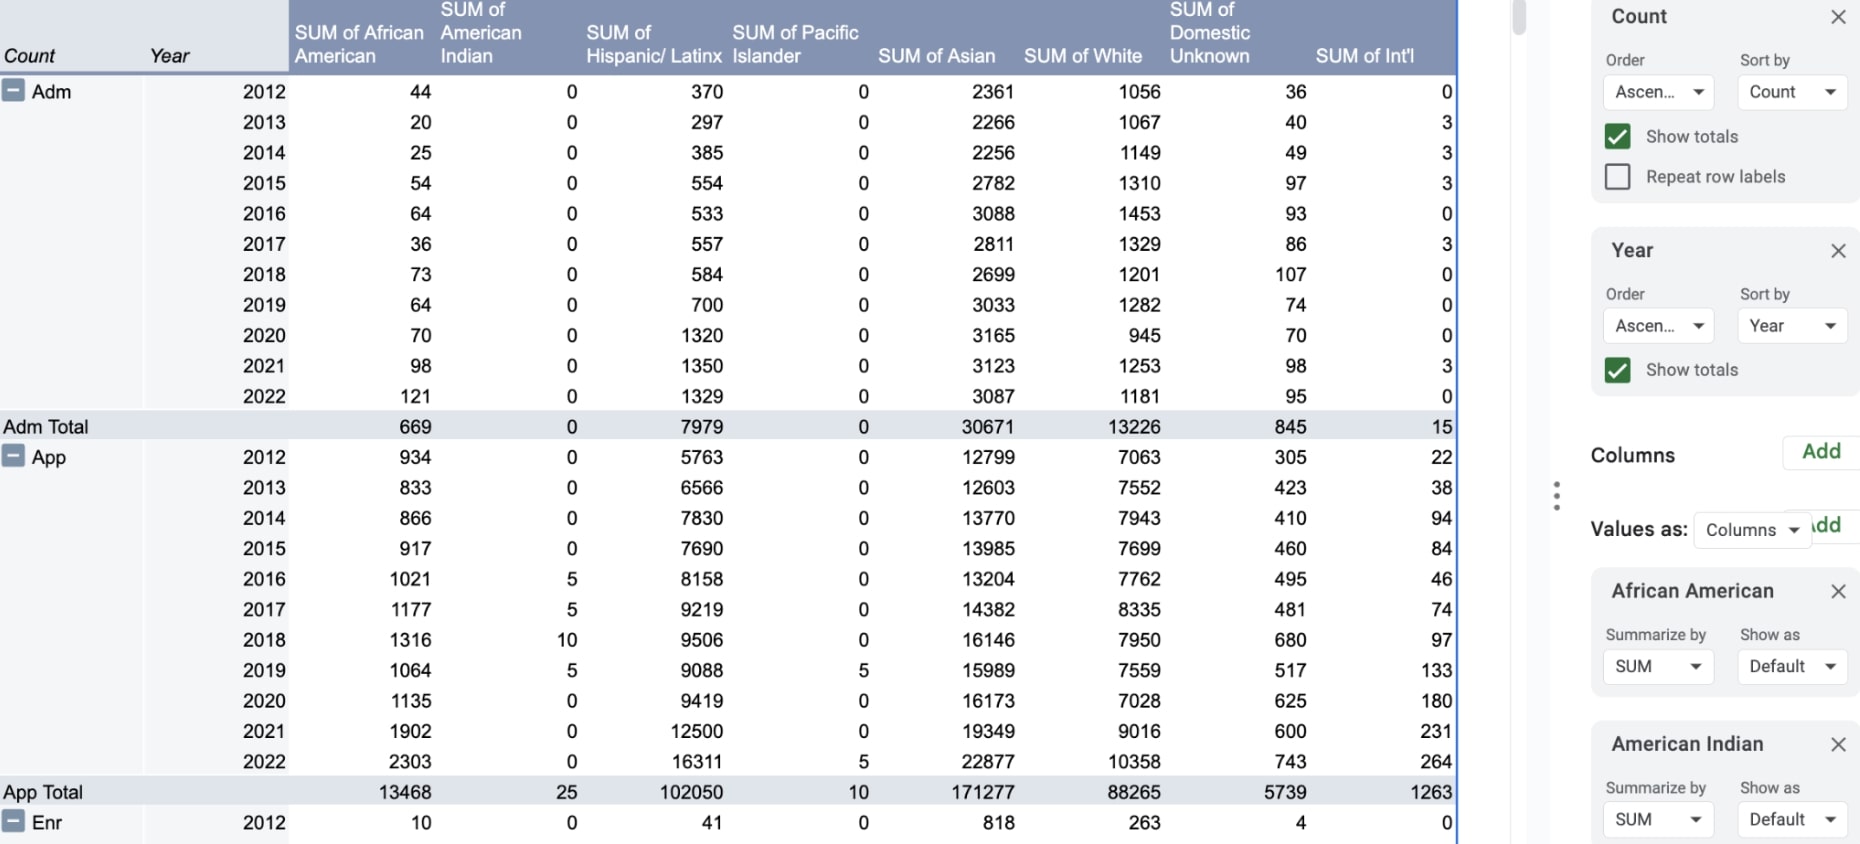 Count Year SUM of African American SUM of American Indian SUM of Hispanic/ Latinx SUM of Pacific Islander SUM of Asian SUM of White SUM of Domestic Unknown SUM of Int'l
Adm 2012 44 0 370 0 2361 1056 36 0
2013 20 0 297 0 2266 1067 40 3
2014 25 0 385 0 2256 1149 49 3
2015 54 0 554 0 2782 1310 97 3
2016 64 0 533 0 3088 1453 93 0
2017 36 0 557 0 2811 1329 86 3
2018 73 0 584 0 2699 1201 107 0
2019 64 0 700 0 3033 1282 74 0
2020 70 0 1320 0 3165 945 70 0
2021 98 0 1350 0 3123 1253 98 3
2022 121 0 1329 0 3087 1181 95 0
Adm Total 669 0 7979 0 30671 13226 845 15
App 2012 934 0 5763 0 12799 7063 305 22
2013 833 0 6566 0 12603 7552 423 38
2014 866 0 7830 0 13770 7943 410 94
2015 917 0 7690 0 13985 7699 460 84
2016 1021 5 8158 0 13204 7762 495 46
2017 1177 5 9219 0 14382 8335 481 74
2018 1316 10 9506 0 16146 7950 680 97
2019 1064 5 9088 5 15989 7559 517 133
2020 1135 0 9419 0 16173 7028 625 180
2021 1902 0 12500 0 19349 9016 600 231
2022 2303 0 16311 5 22877 10358 743 264
App Total 13468 25 102050 10 171277 88265 5739 1263
Enr 2012 10 0 41 0 818 263 4 0
Count
Order Sort by
Ascen... Count
Show totals
Repeat row labels
Year
Order Sort by
Ascen... Year
Show totals
Columns Add
Values as: Columns Add
African American
Summarize by Show as
SUM Default
American Indian
Summarize by Show as
SUM Default